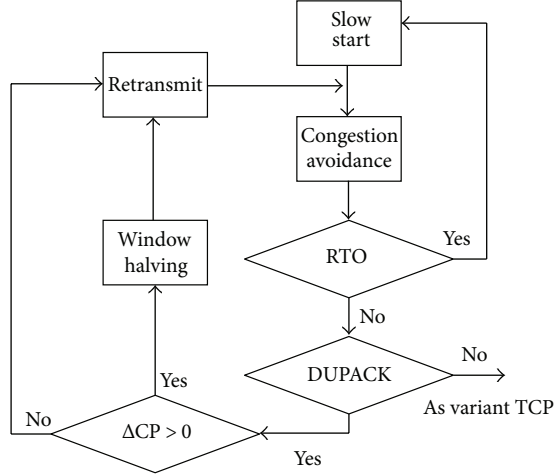 Slow
start
Retransmit
Congestion
avoidance
Window
halving
RTO
Yes
No
DUPACK
No
As variant TCP
Yes
No
ΔCP > 0
Yes